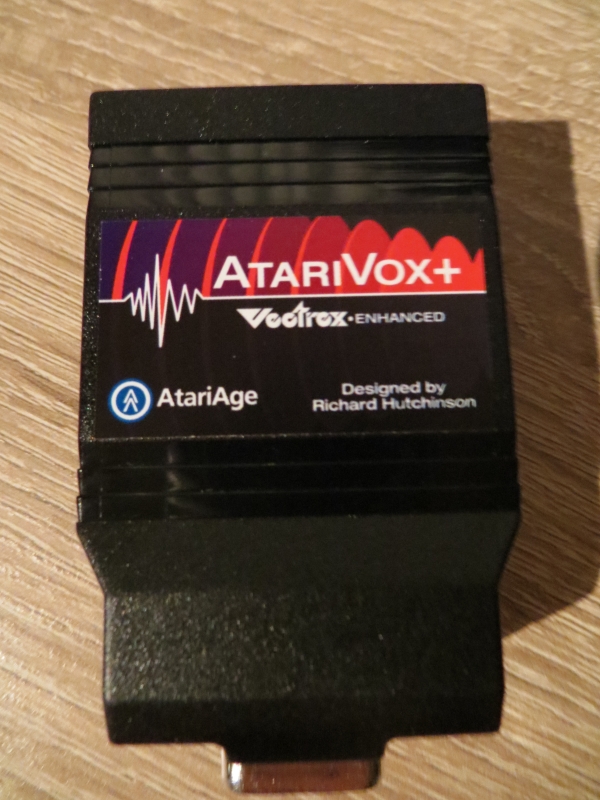 ATARIVOX+
Vectrex·ENHANCED
AtariAge
Designed by
Richard Hutchinson